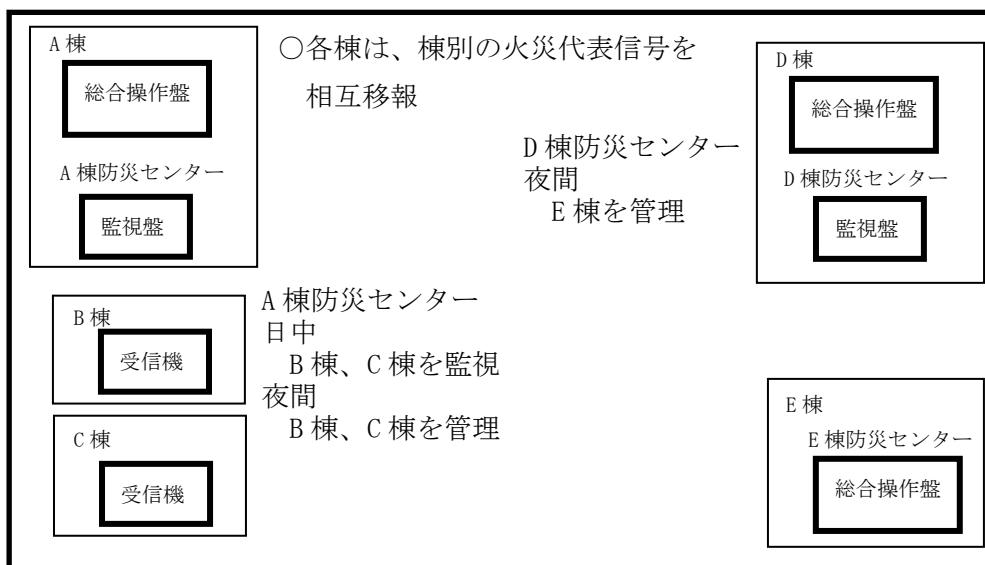 A棟
総合操作盤
A棟防災センター
監視盤
○各棟は、棟別の火災代表信号を
相互移報
D棟防災センター
夜間
E棟を管理
D棟
総合操作盤
D棟防災センター
監視盤
B棟
受信機
C棟
受信機
A棟防災センター
日中
B棟、C棟を監視
夜間
B棟、C棟を管理
E棟
E棟防災センター
総合操作盤